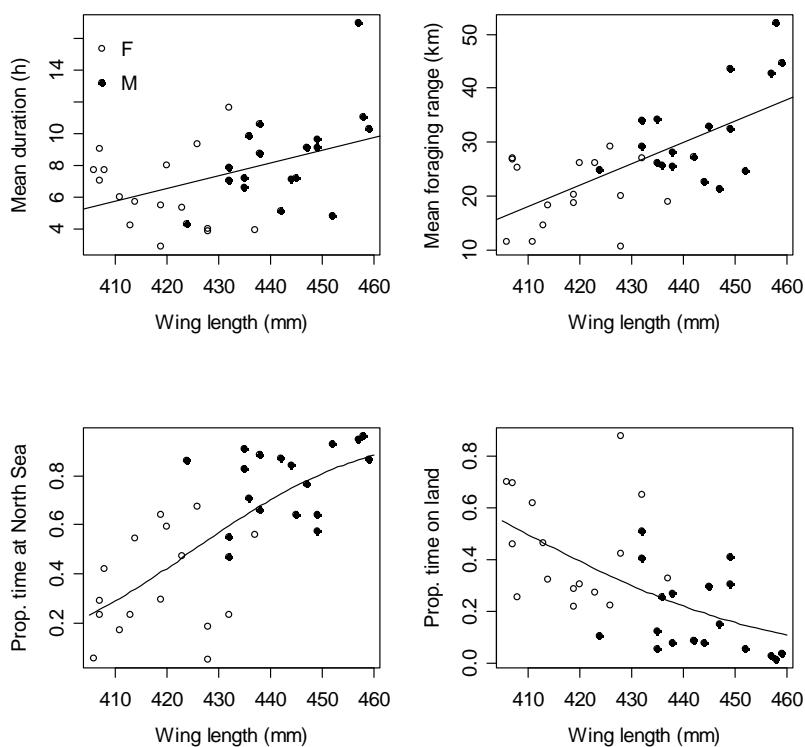 Mean duration (h)
4 6 8 10 14
F
M
410 420 430 440 450 460
Wing length (mm)
Mean foraging range (km)
10 20 30 40 50
410 420 430 440 450 460
Wing length (mm)
Prop. time at North Sea
0.2 0.4 0.6 0.8
410 420 430 440 450 460
Wing length (mm)
Prop. time on land
0.0 0.2 0.4 0.6 0.8
410 420 430 440 450 460
Wing length (mm)